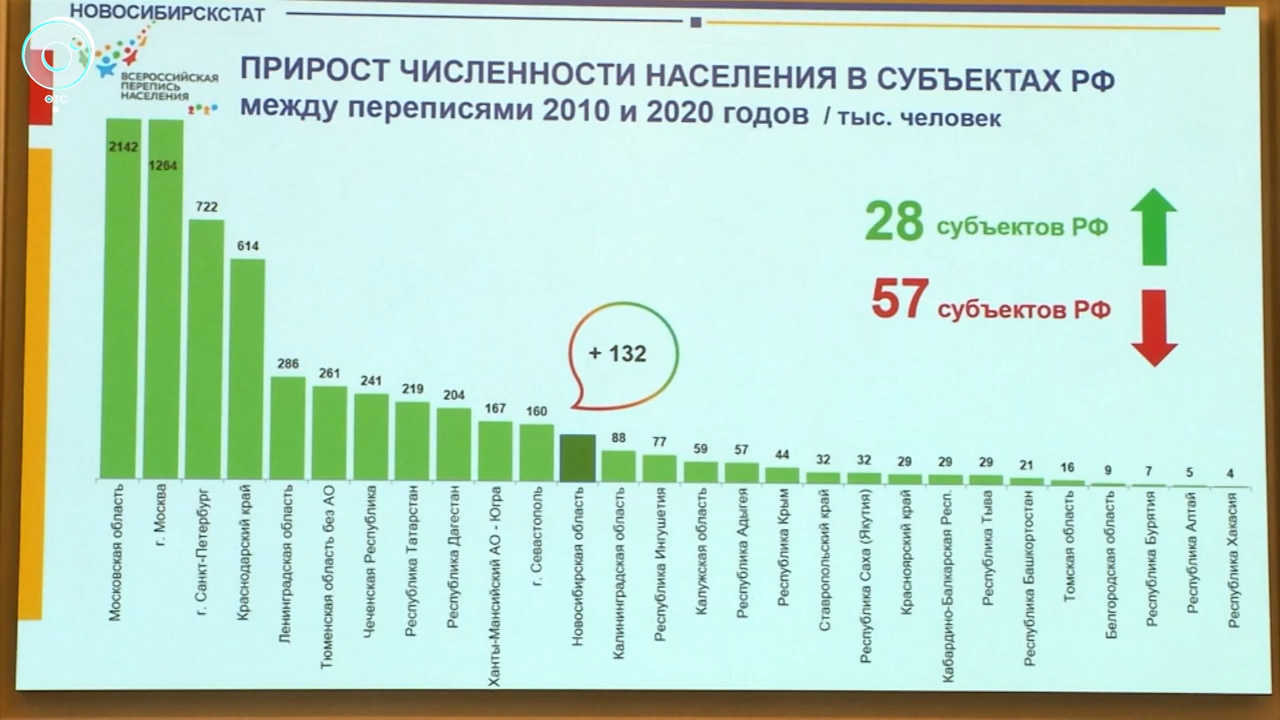 НОВОСИБИРСКСТАТ
ОТС
ВСЕРОССИЙСКАЯ
ПЕРЕПИСЬ
НАСЕЛЕНИЯ
ПРИРОСТ ЧИСЛЕННОСТИ НАСЕЛЕНИЯ В СУБЪЕКТАХ РФ
между переписями 2010 и 2020 годов / тыс. человек
28 субъектов РФ
57 субъектов РФ
+ 132
2142
1264
722
614
286
261
241
219
204
167
160
88
77
59
57
44
32
32
29
29
29
21
16
9
7
5
4
Московская область
г. Москва
г. Санкт-Петербург
Краснодарский край
Ленинградская область
Тюменская область без АО
Чеченская Республика
Республика Татарстан
Республика Дагестан
Ханты-Мансийский АО - Югра
г. Севастополь
Новосибирская область
Калининградская область
Республика Ингушетия
Калужская область
Республика Адыгея
Республика Крым
Ставропольский край
Республика Саха (Якутия)
Красноярский край
Кабардино-Балкарская Респ.
Республика Тыва
Республика Башкортостан
Томская область
Белгородская область
Республика Бурятия
Республика Алтай
Республика Хакасия